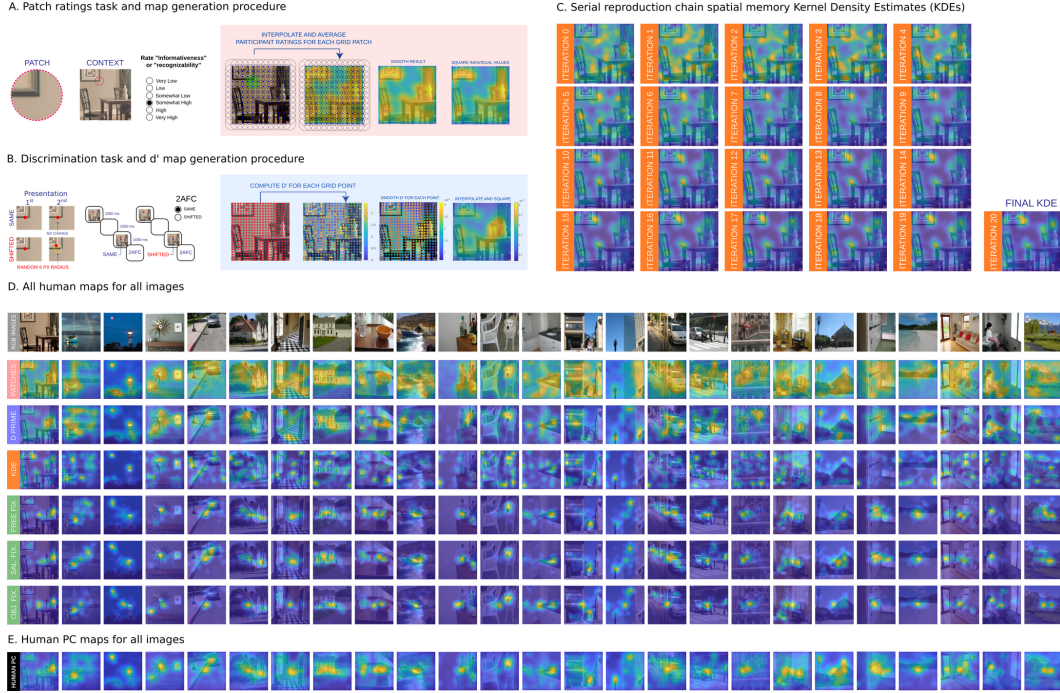 A. Patch ratings task and map generation procedure
PATCH
CONTEXT
Rate "Informativeness"
or "recognizability"
Very Low
Low
Somewhat Low
Somewhat High
High
Very High
INTERPOLATE AND AVERAGE
PARTICIPANT RATINGS FOR EACH GRID PATCH
SMOOTH RESULT
SQUARE INDIVIDUAL VALUES
B. Discrimination task and d' map generation procedure
Presentation
1st
2nd
SAME
NO CHANGE
SHIFTED
RANDOM 6 PX RADIUS
1000 ms
1000 ms
1000 ms
SAME
2AFC
SHIFTED
2AFC
2AFC
SAME
SHIFTED
COMPUTE D' FOR EACH GRID POINT
SMOOTH D' FOR EACH POINT
INTERPOLATE AND SQUARE
C. Serial reproduction chain spatial memory Kernel Density Estimates (KDEs)
ITERATION 0
ITERATION 1
ITERATION 2
ITERATION 3
ITERATION 4
ITERATION 5
ITERATION 6
ITERATION 7
ITERATION 8
ITERATION 9
ITERATION 10
ITERATION 11
ITERATION 12
ITERATION 13
ITERATION 14
ITERATION 15
ITERATION 16
ITERATION 17
ITERATION 18
ITERATION 19
FINAL KDE
ITERATION 20
D. All human maps for all images
RGB IMAGES
PATCHES
D-PRIME
KDE
FREE FIX.
SAL. FIX.
OBJ. FIX.
E. Human PC maps for all images
HUMAN PC